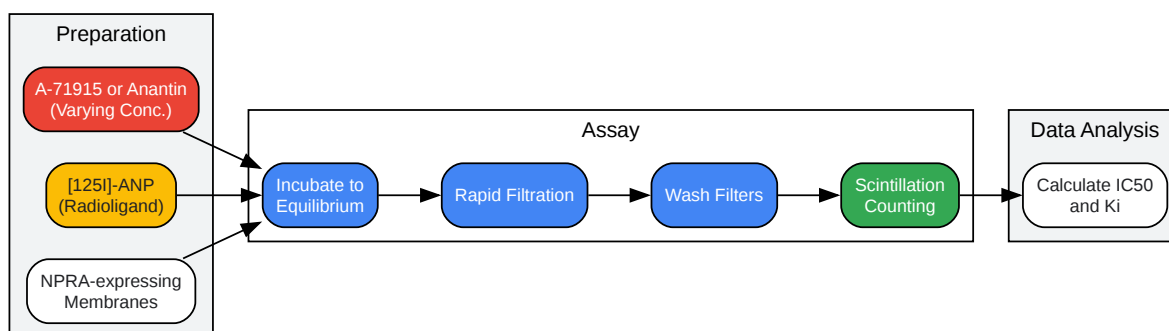 Preparation
A-71915 or Anantin
(Varying Conc.)
[125I]-ANP
(Radioligand)
NPRA-expressing
Membranes
Assay
Incubate to
Equilibrium
Rapid Filtration
Wash Filters
Scintillation
Counting
Data Analysis
Calculate IC50
and Ki